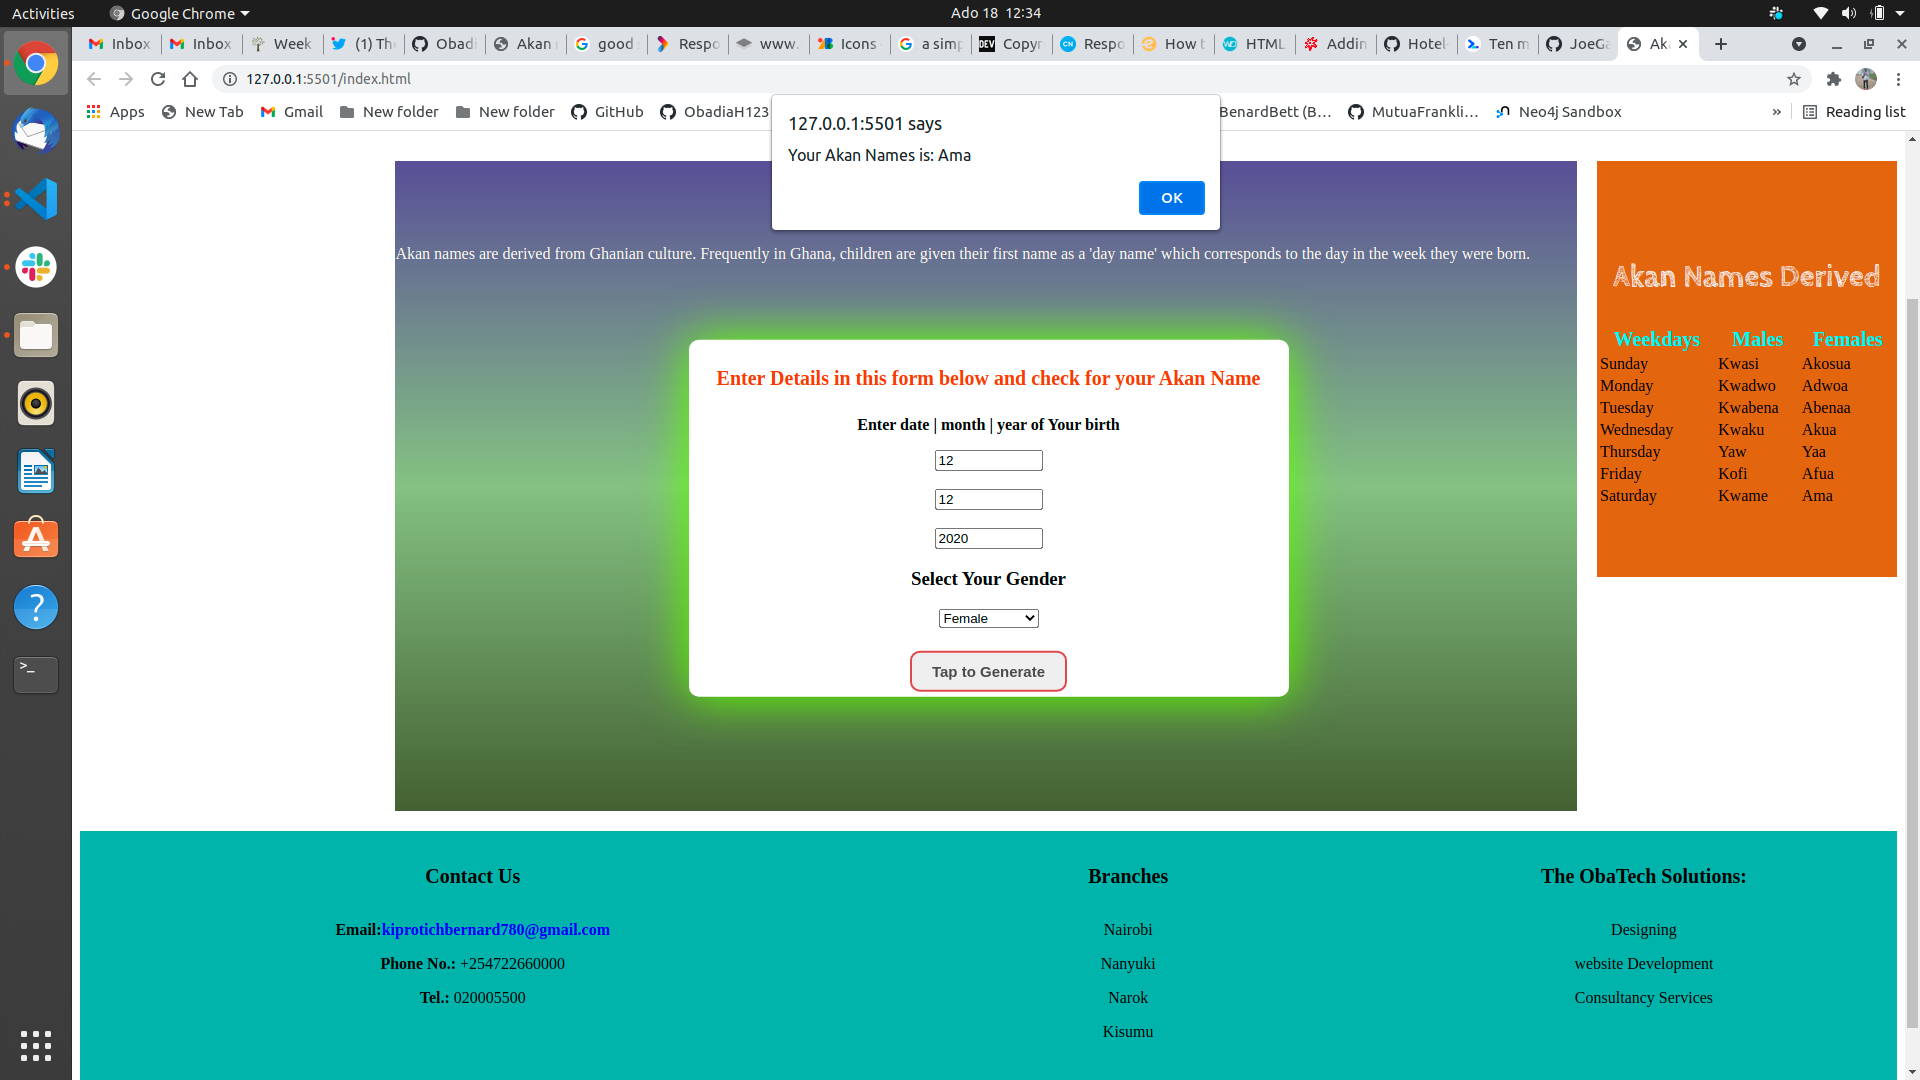 Activities Google Chrome Ado 18 12:34
Inbox Inbox Week (1) The Obad Akan good Respo www. Icons a simp DEV Copyr CN Respo How t HTML Addin Hotel- Ten m JoeGa Aka
127.0.0.1:5501/index.html
Apps New Tab Gmail New folder New folder GitHub ObadiaH123 BenardBett (B... MutuaFrankli... Neo4j Sandbox » Reading list
127.0.0.1:5501 says
Your Akan Names is: Ama
OK
Akan names are derived from Ghanian culture. Frequently in Ghana, children are given their first name as a 'day name' which corresponds to the day in the week they were born.
Enter Details in this form below and check for your Akan Name
Enter date | month | year of Your birth
12
12
2020
Select Your Gender
Female
Tap to Generate
Akan Names Derived
Weekdays Males Females
Sunday Kwasi Akosua
Monday Kwadwo Adwoa
Tuesday Kwabena Abenaa
Wednesday Kwaku Akua
Thursday Yaw Yaa
Friday Kofi Afua
Saturday Kwame Ama
Contact Us
Email:kiprotichbernard780@gmail.com
Phone No.: +254722660000
Tel.: 020005500
Branches
Nairobi
Nanyuki
Narok
Kisumu
The ObaTech Solutions:
Designing
website Development
Consultancy Services